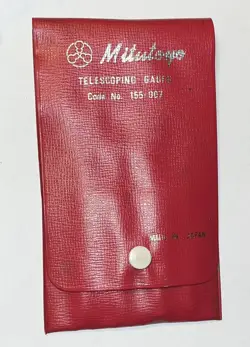 Mitutoyo
TELESCOPING GAUGE
Code No. 155-907
MADE IN JAPAN